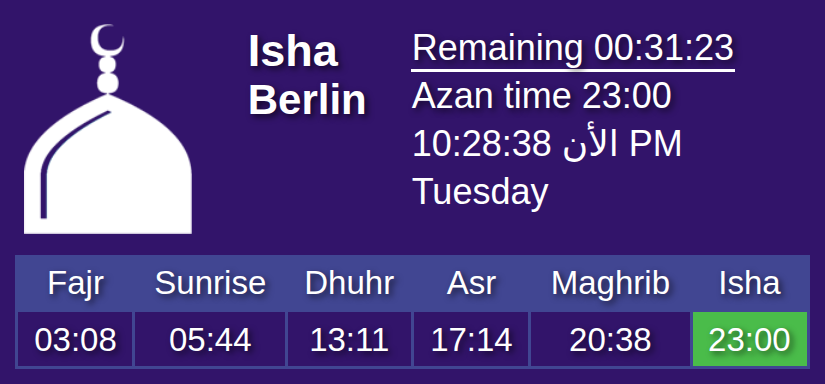 Isha
Berlin
Remaining 00:31:23
Azan time 23:00
10:28:38 الأن PM
Tuesday
Fajr Sunrise Dhuhr Asr Maghrib Isha
03:08 05:44 13:11 17:14 20:38 23:00